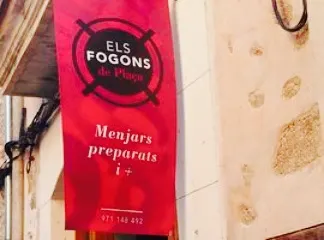 ELS
FOGONS
de Plaça
Menjars
preparats
i +
971 148 492